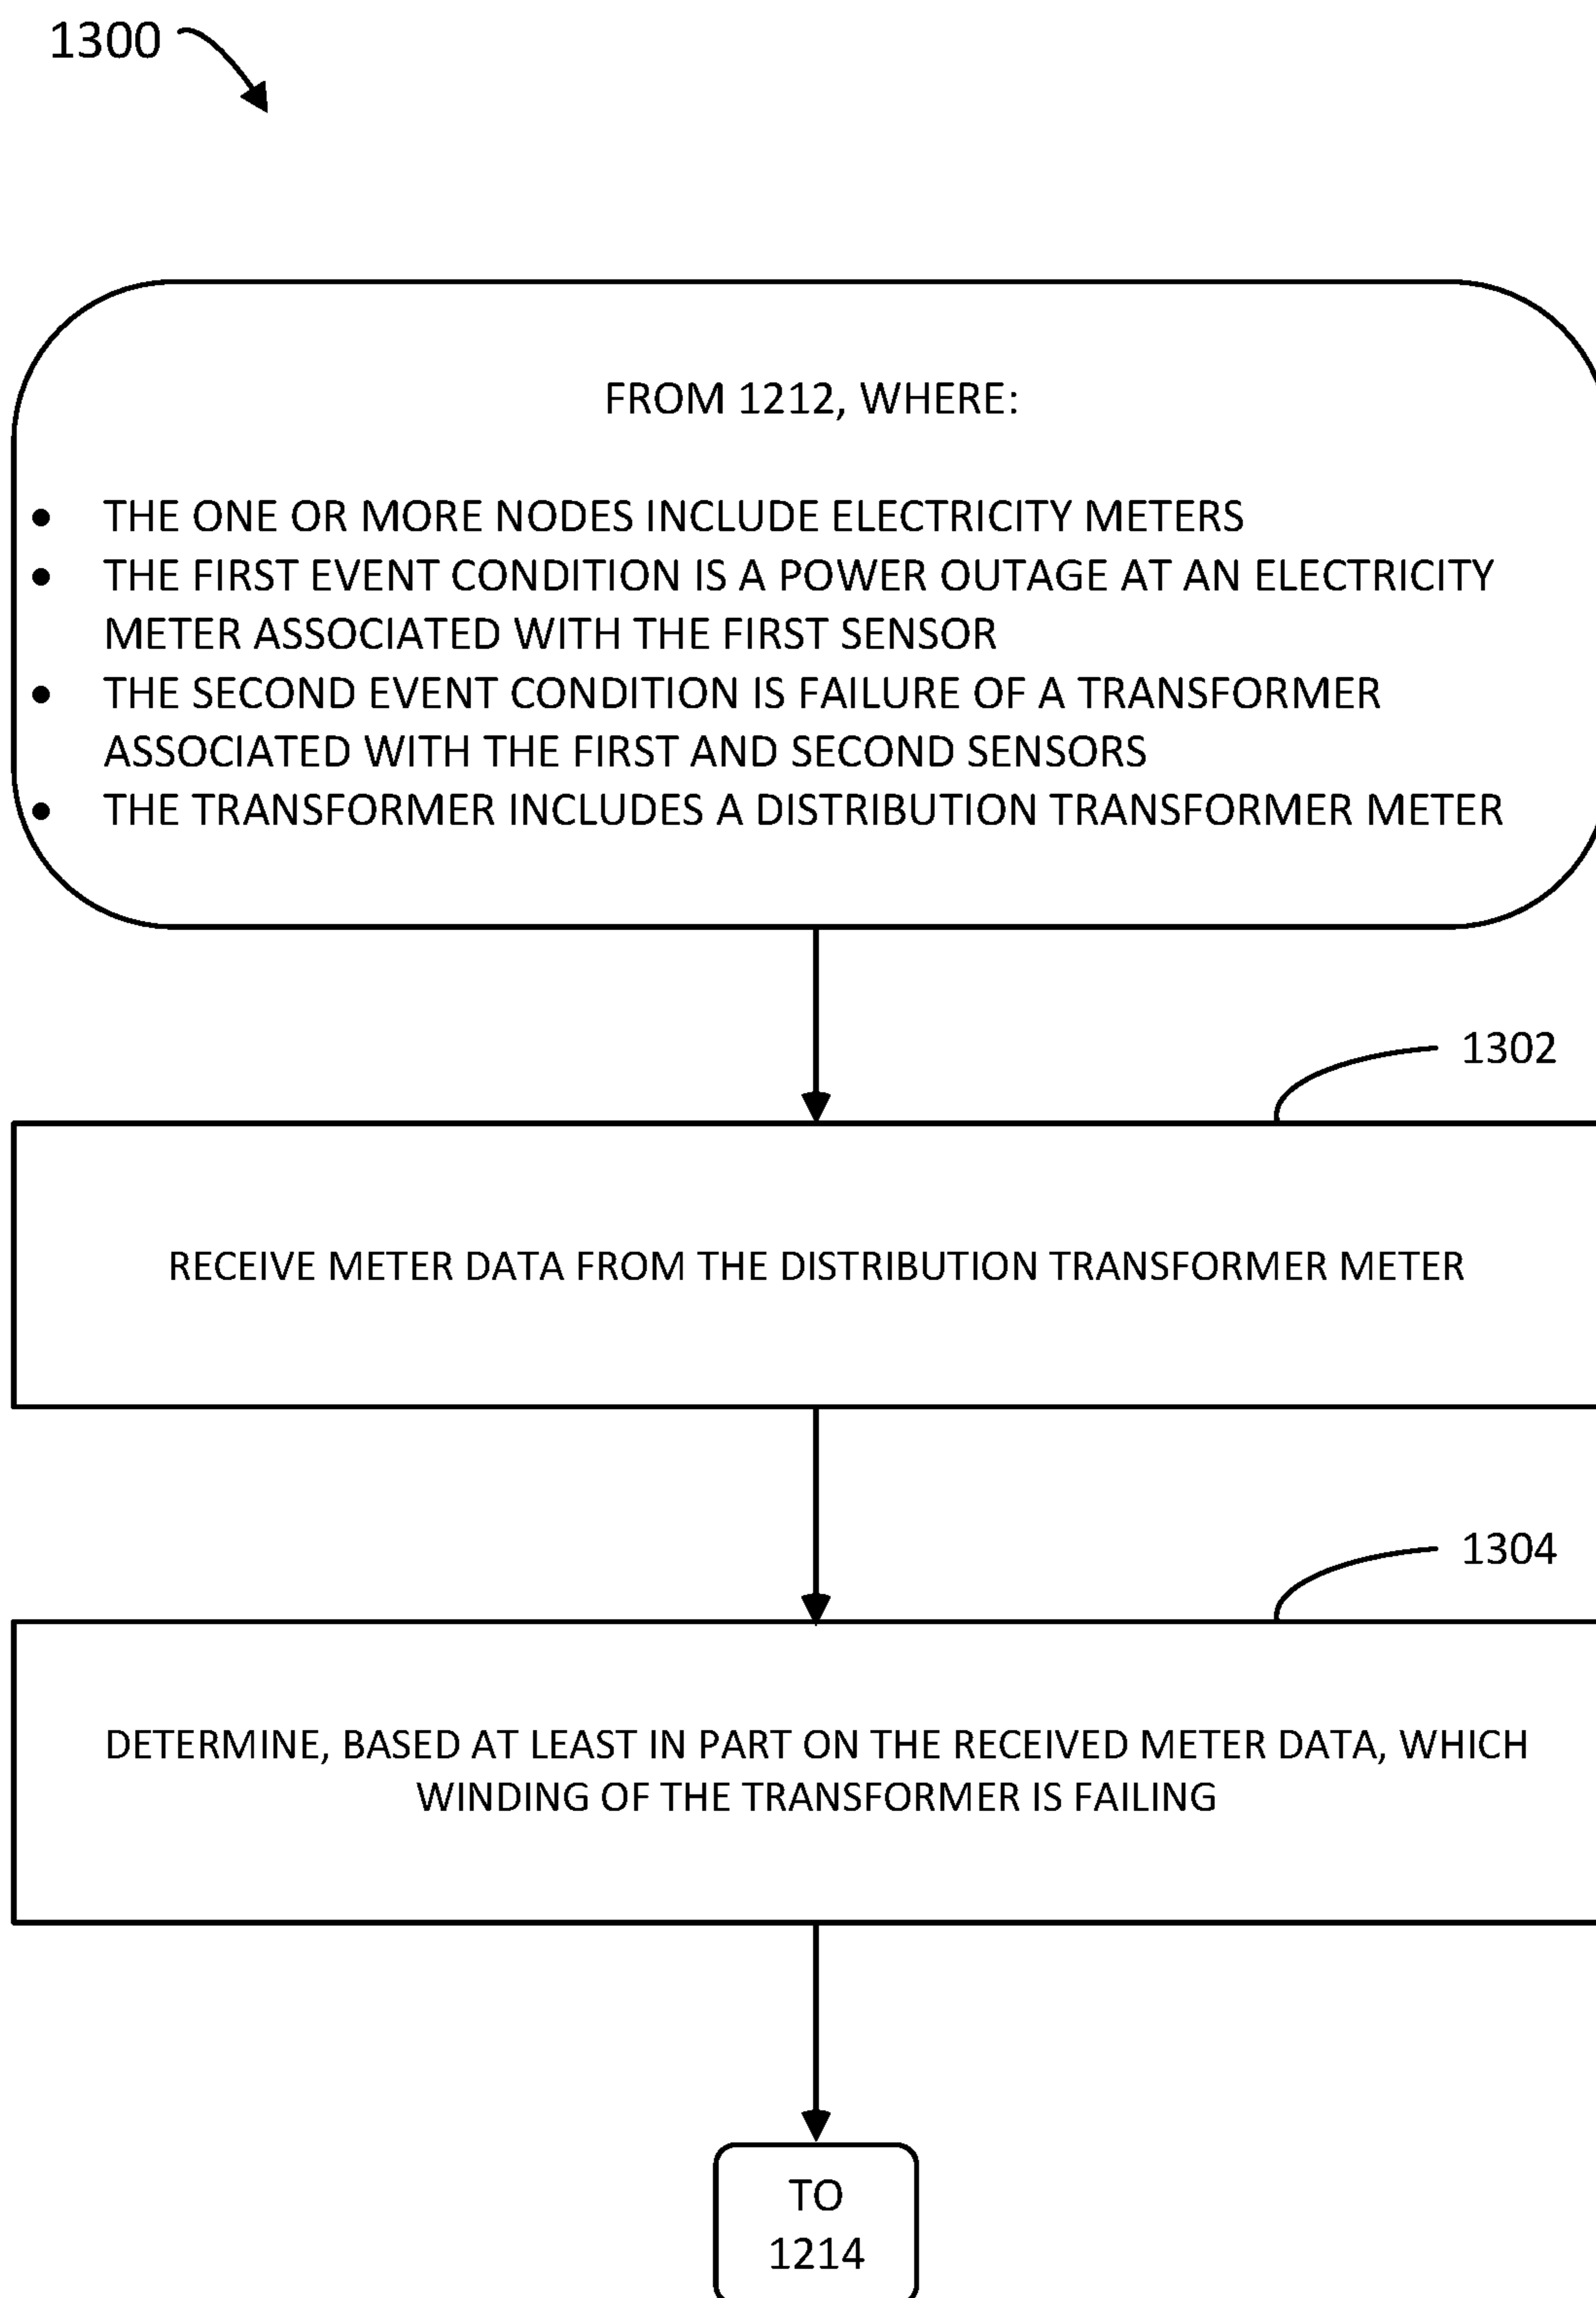 1300
FROM 1212, WHERE:
• THE ONE OR MORE NODES INCLUDE ELECTRICITY METERS
• THE FIRST EVENT CONDITION IS A POWER OUTAGE AT AN ELECTRICITY
METER ASSOCIATED WITH THE FIRST SENSOR
• THE SECOND EVENT CONDITION IS FAILURE OF A TRANSFORMER
ASSOCIATED WITH THE FIRST AND SECOND SENSORS
• THE TRANSFORMER INCLUDES A DISTRIBUTION TRANSFORMER METER
1302
RECEIVE METER DATA FROM THE DISTRIBUTION TRANSFORMER METER
1304
DETERMINE, BASED AT LEAST IN PART ON THE RECEIVED METER DATA, WHICH
WINDING OF THE TRANSFORMER IS FAILING
TO
1214